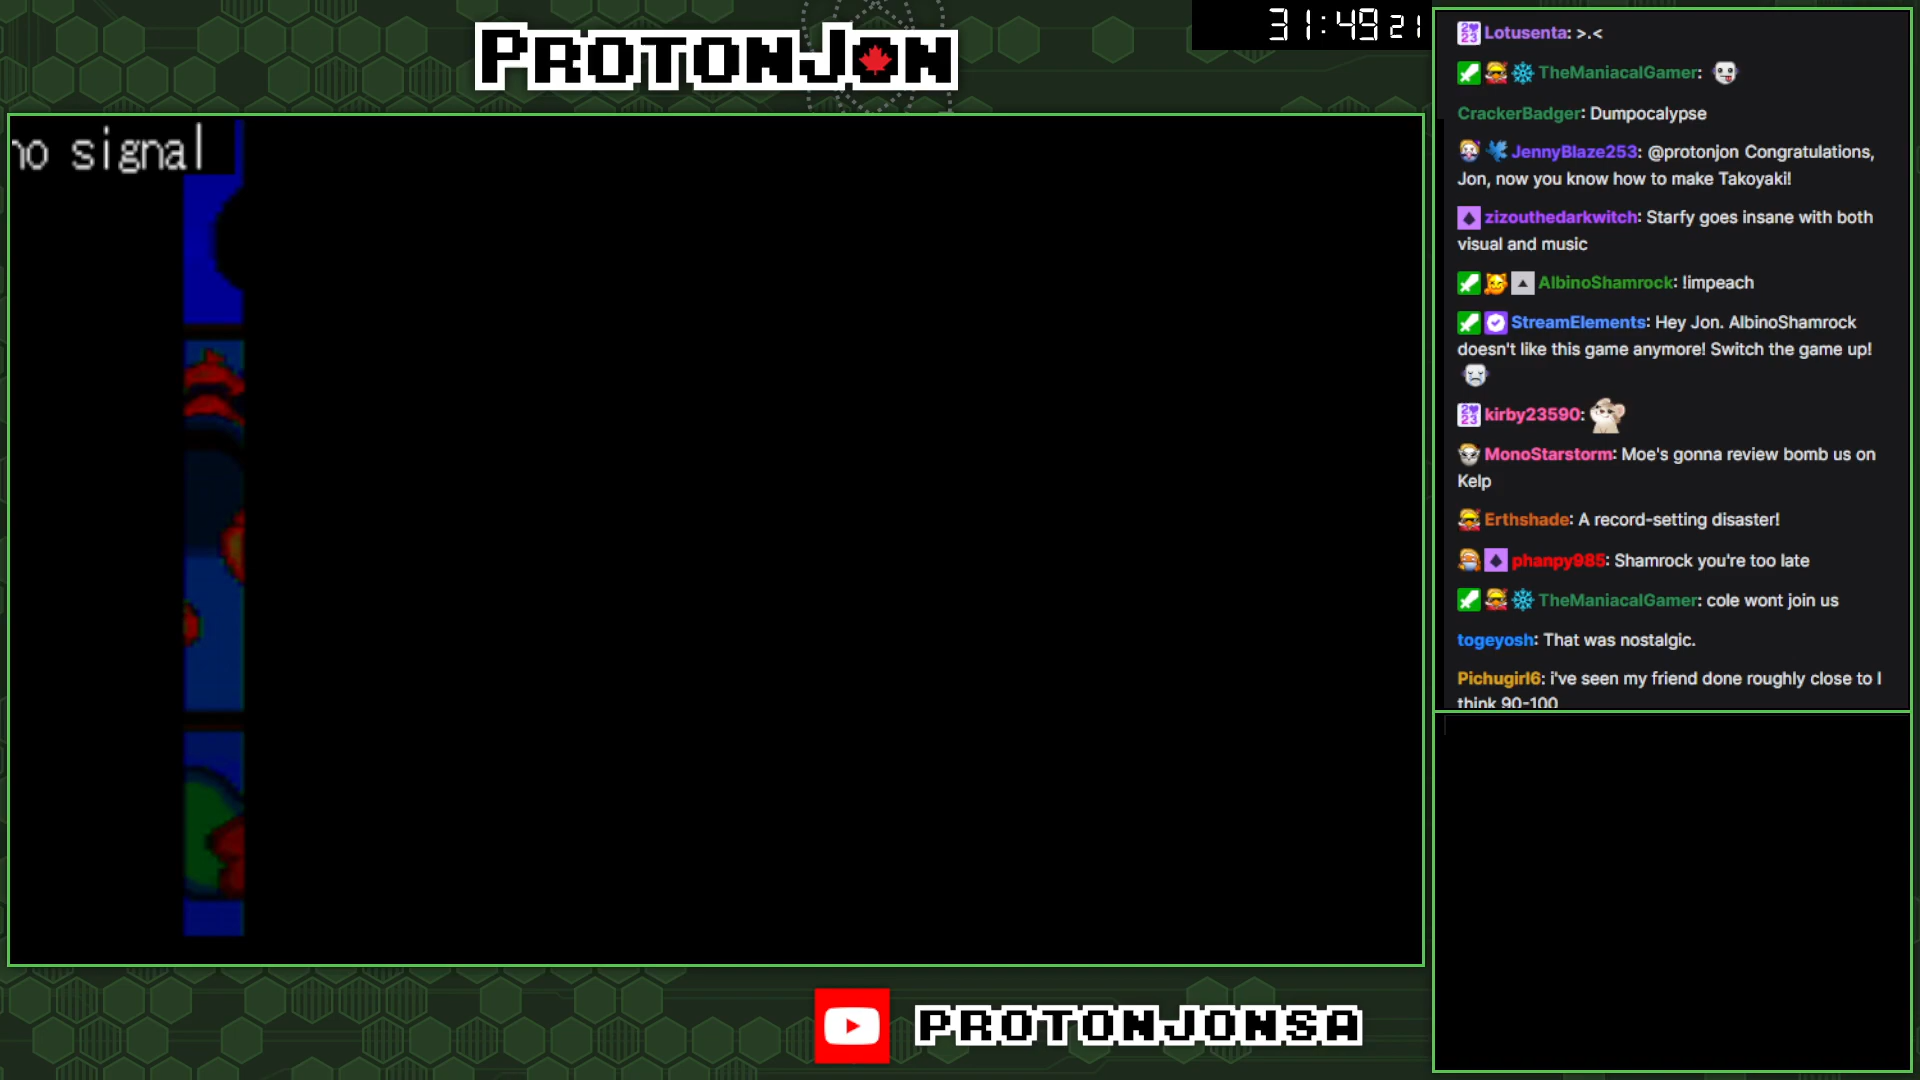 PROTONJON
31:49 21
no signal
Lotusenta: >.<
TheManiacalGamer:
CrackerBadger: Dumpocalypse
JennyBlaze253: @protonjon Congratulations,
Jon, now you know how to make Takoyaki!
zizouthedarkwitch: Starfy goes insane with both
visual and music
AlbinoShamrock: !impeach
StreamElements: Hey Jon. AlbinoShamrock
doesn't like this game anymore! Switch the game up!
kirby23590:
MonoStarstorm: Moe's gonna review bomb us on
Kelp
Erthshade: A record-setting disaster!
phanpy985: Shamrock you're too late
TheManiacalGamer: cole wont join us
togeyosh: That was nostalgic.
Pichugirl6: i've seen my friend done roughly close to I
think 90-100
PROTONJONSA